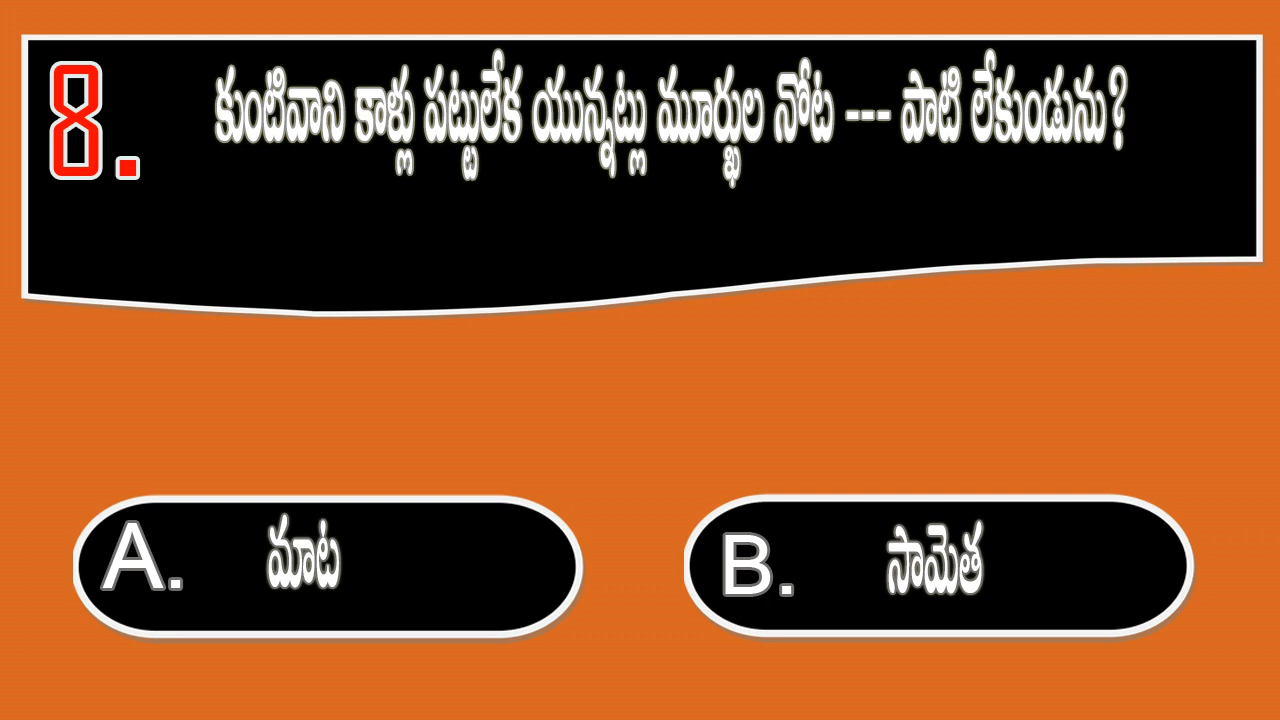 8. కుంటివాని కాళ్లు పట్టులేక యున్నట్లు మూర్ఖుల నోట --- పాటి లేకుండును?
A. మాట
B. సామెత